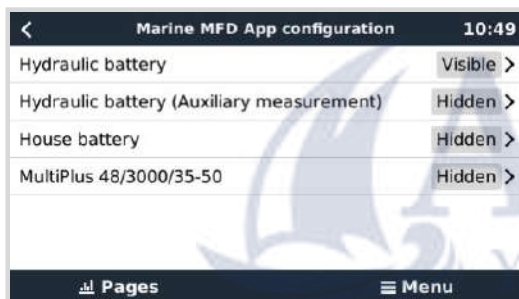 Marine MFD App configuration 10:49
Hydraulic battery Visible
Hydraulic battery (Auxiliary measurement) Hidden
House battery Hidden
MultiPlus 48/3000/35-50 Hidden
Pages Menu